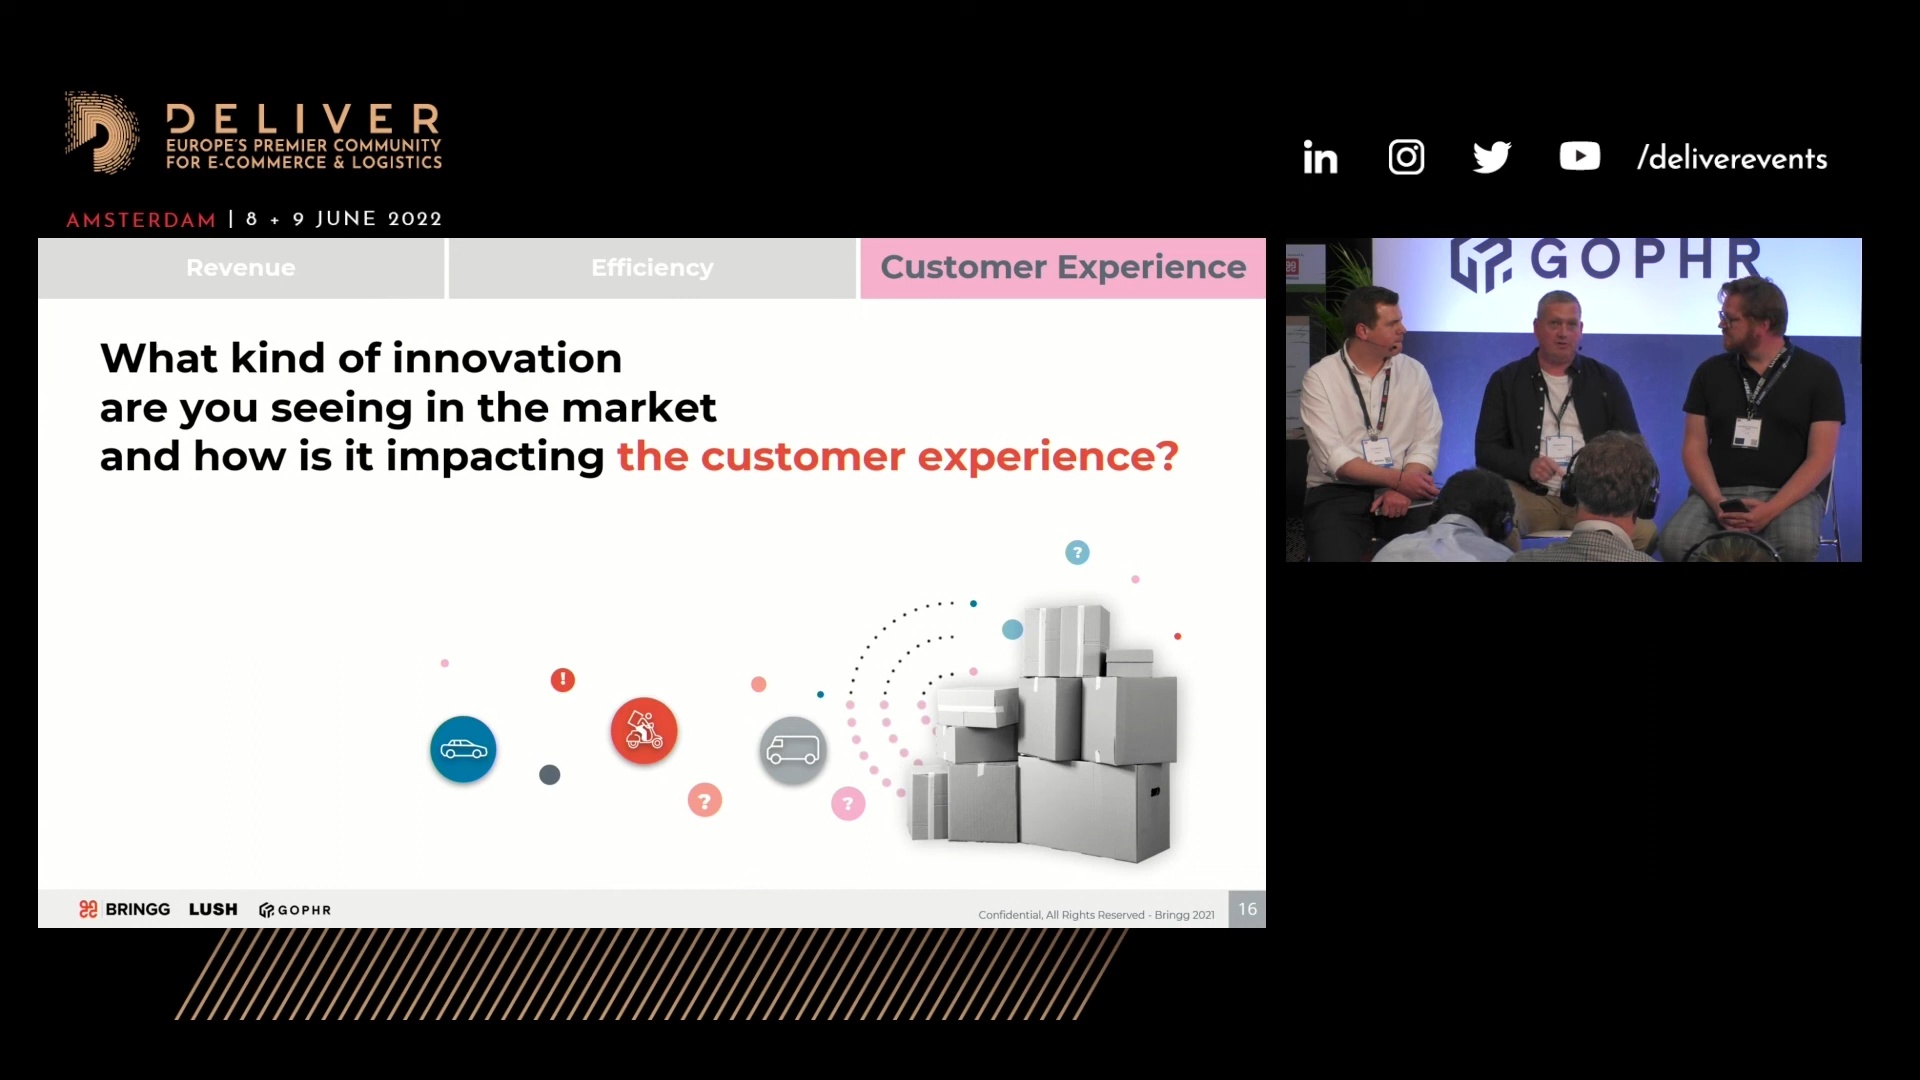 DELIVER
EUROPE'S PREMIER COMMUNITY
FOR E-COMMERCE & LOGISTICS
AMSTERDAM | 8 + 9 JUNE 2022
/deliverevents
Revenue
Efficiency
Customer Experience
What kind of innovation
are you seeing in the market
and how is it impacting the customer experience?
?
!
?
?
BRINGG
LUSH
GOPHR
Confidential, All Rights Reserved - Bringg 2021
16
GOPHR